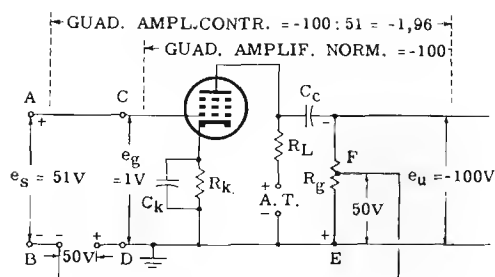 GUAD. AMPL.CONTR. = -100 : 51 = -1,96
GUAD. AMPLIF. NORM. = -100
A
C
+
e_s = 51V
e_g
=1V
C_k
R_k
C_c
R_L
+
A.T.
-
-
F
R_g
50V
+
E
e_u = -100V
B
-
-
50V
+
D